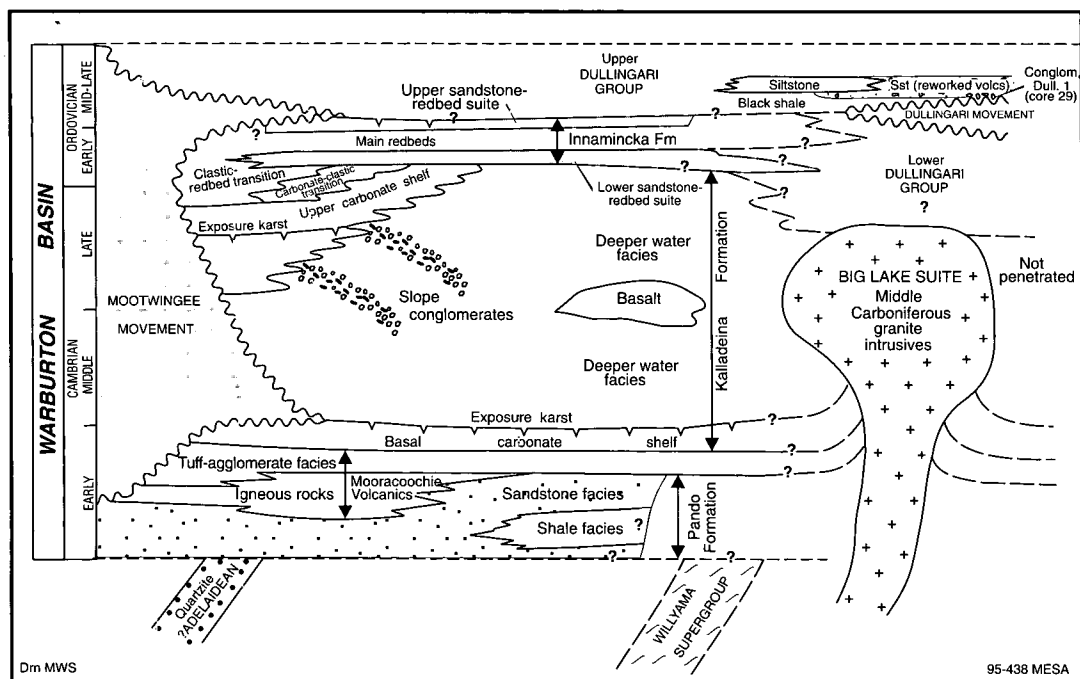 WARBURTON BASIN
ORDOVICIAN
MID-LATE
EARLY
LATE
CAMBRIAN
MIDDLE
EARLY
Upper
DULLINGARI
GROUP
Siltstone
Sst (reworked volcs)
Conglom.
Dull. 1
(core 29)
Black shale
DULLINGARI MOVEMENT
Upper sandstone-
redbed suite
?
?
?
Main redbeds
Innamincka Fm
?
Clastic-
redbed transition
Carbonate-clastic
transition
?
Lower sandstone-
redbed suite
?
Lower
DULLINGARI
GROUP
?
Upper carbonate shelf
Exposure karst
?
MOOTWINGEE
MOVEMENT
Slope
conglomerates
Deeper water
facies
Basalt
Deeper water
facies
Kalladeina Formation
BIG LAKE SUITE
Middle
Carboniferous
granite
intrusives
Not
penetrated
Exposure karst
?
Basal carbonate shelf
?
Tuff-agglomerate facies
Igneous rocks
Mooracoochie
Volcanics
?
Sandstone facies
?
Shale facies
Pando
Formation
?
?
Quartzite
?ADELAIDEAN
WILLYAMA
SUPERGROUP
Drn MWS
95-438 MESA